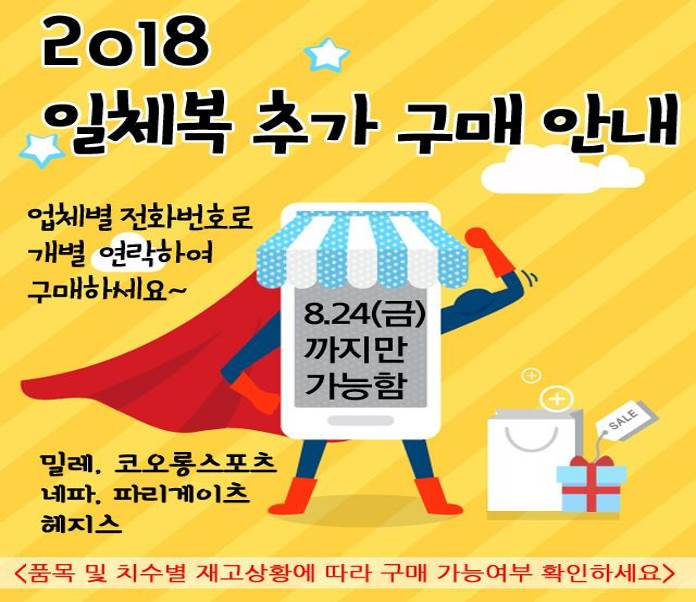 2018
일체복 추가 구매 안내
업체별 전화번호로
개별 연락하여
구매하세요~
8.24(금)
까지만
가능함
SALE
밀레. 코오롱스포츠
네파. 파리게이츠
헤지스
<품목 및 치수별 재고상황에 따라 구매 가능여부 확인하세요>